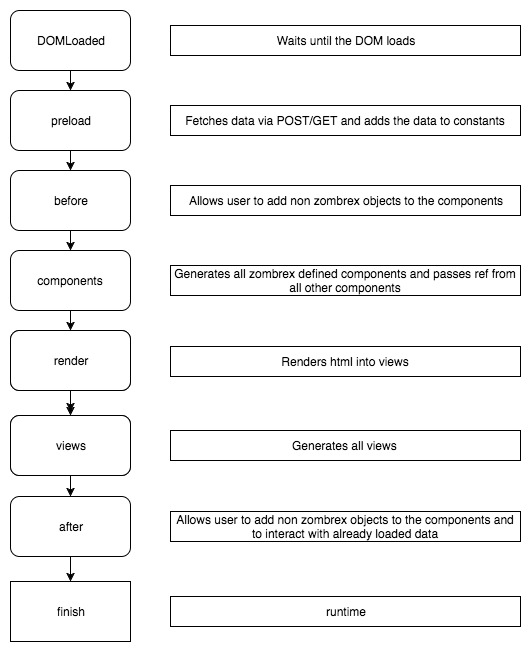 DOMLoaded
Waits until the DOM loads
preload
Fetches data via POST/GET and adds the data to constants
before
Allows user to add non zombrex objects to the components
components
Generates all zombrex defined components and passes ref from
all other components
render
Renders html into views
views
Generates all views
after
Allows user to add non zombrex objects to the components and
to interact with already loaded data
finish
runtime